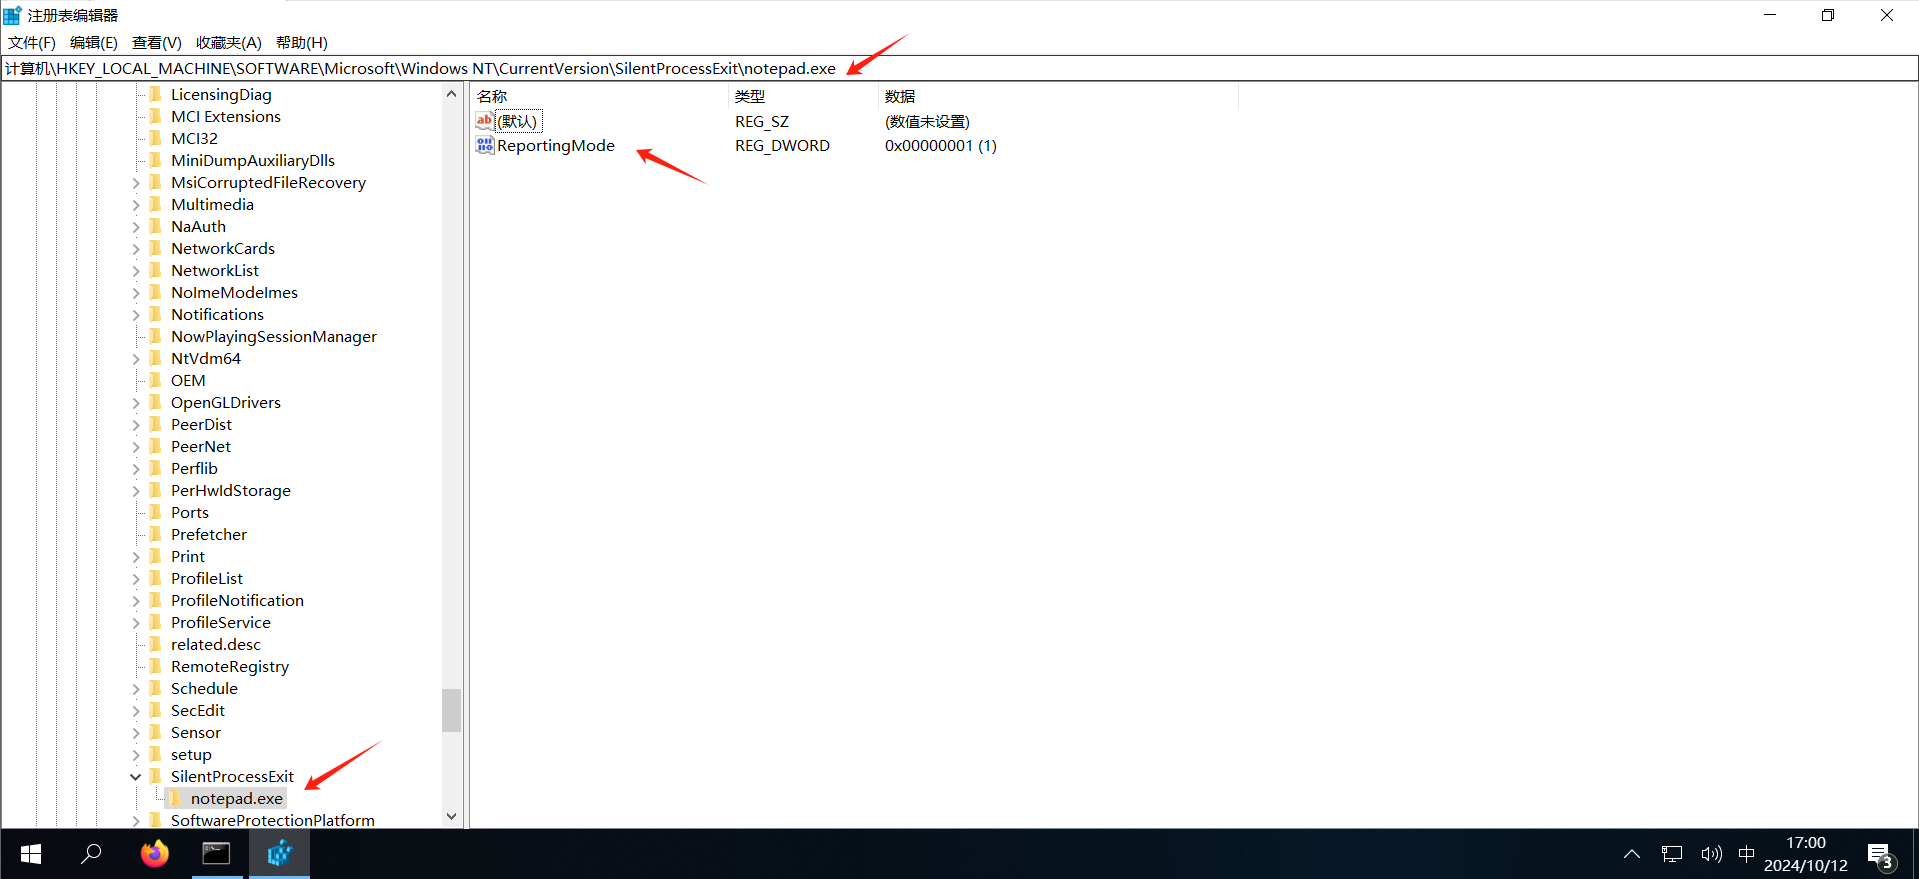 注册表编辑器
文件(F) 编辑(E) 查看(V) 收藏夹(A) 帮助(H)
计算机\HKEY_LOCAL_MACHINE\SOFTWARE\Microsoft\Windows NT\CurrentVersion\SilentProcessExit\notepad.exe
LicensingDiag
MCI Extensions
MCI32
MiniDumpAuxiliaryDlls
MsiCorruptedFileRecovery
Multimedia
NaAuth
NetworkCards
NetworkList
NoImeModeImes
Notifications
NowPlayingSessionManager
NtVdm64
OEM
OpenGLDrivers
PeerDist
PeerNet
Perflib
PerHwIdStorage
Ports
Prefetcher
Print
ProfileList
ProfileNotification
ProfileService
related.desc
RemoteRegistry
Schedule
SecEdit
Sensor
setup
SilentProcessExit
notepad.exe
SoftwareProtectionPlatform
名称 类型 数据
ab (默认) REG_SZ (数值未设置)
ReportingMode REG_DWORD 0x00000001 (1)
中
17:00
2024/10/12
3